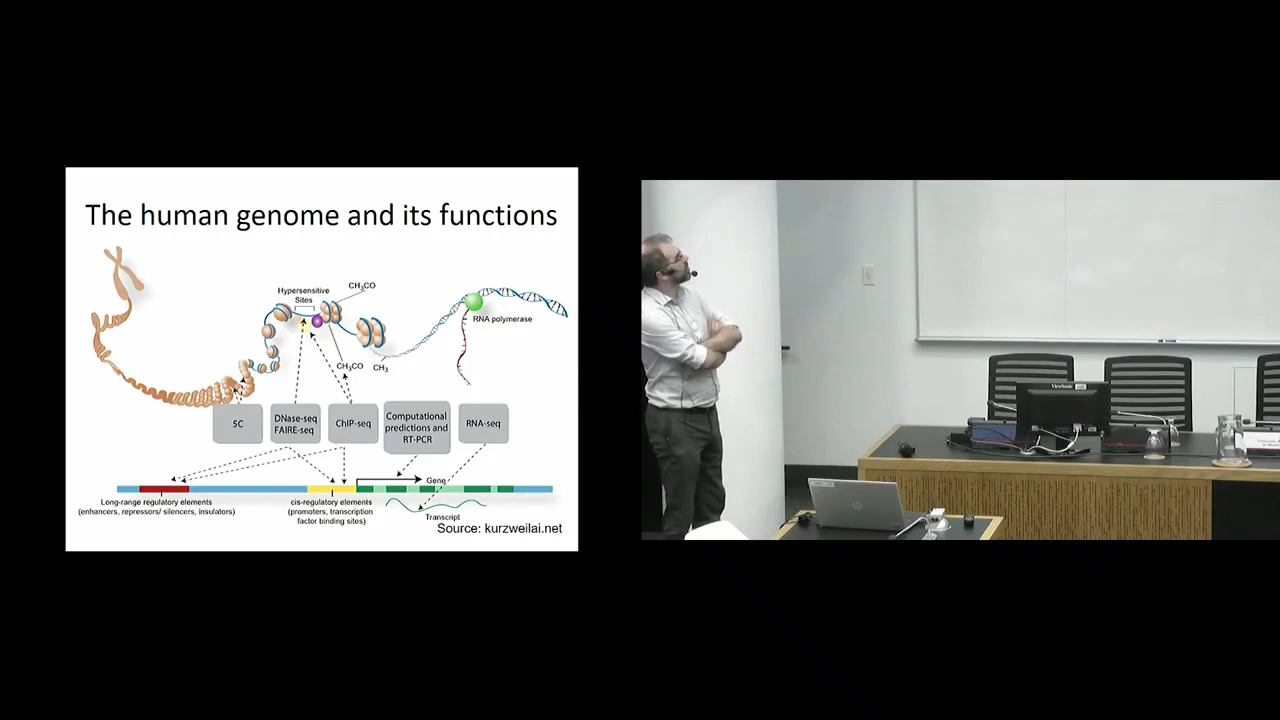 The human genome and its functions
Hypersensitive
Sites
CH₃CO
RNA polymerase
CH₃CO
CH₃
5C
DNase-seq
FAIRE-seq
ChIP-seq
Computational
predictions and
RT-PCR
RNA-seq
Gene
Long-range regulatory elements
(enhancers, repressors/ silencers, insulators)
cis-regulatory elements
(promoters, transcription
factor binding sites)
Transcript
Source: kurzweilai.net
ViewSonic